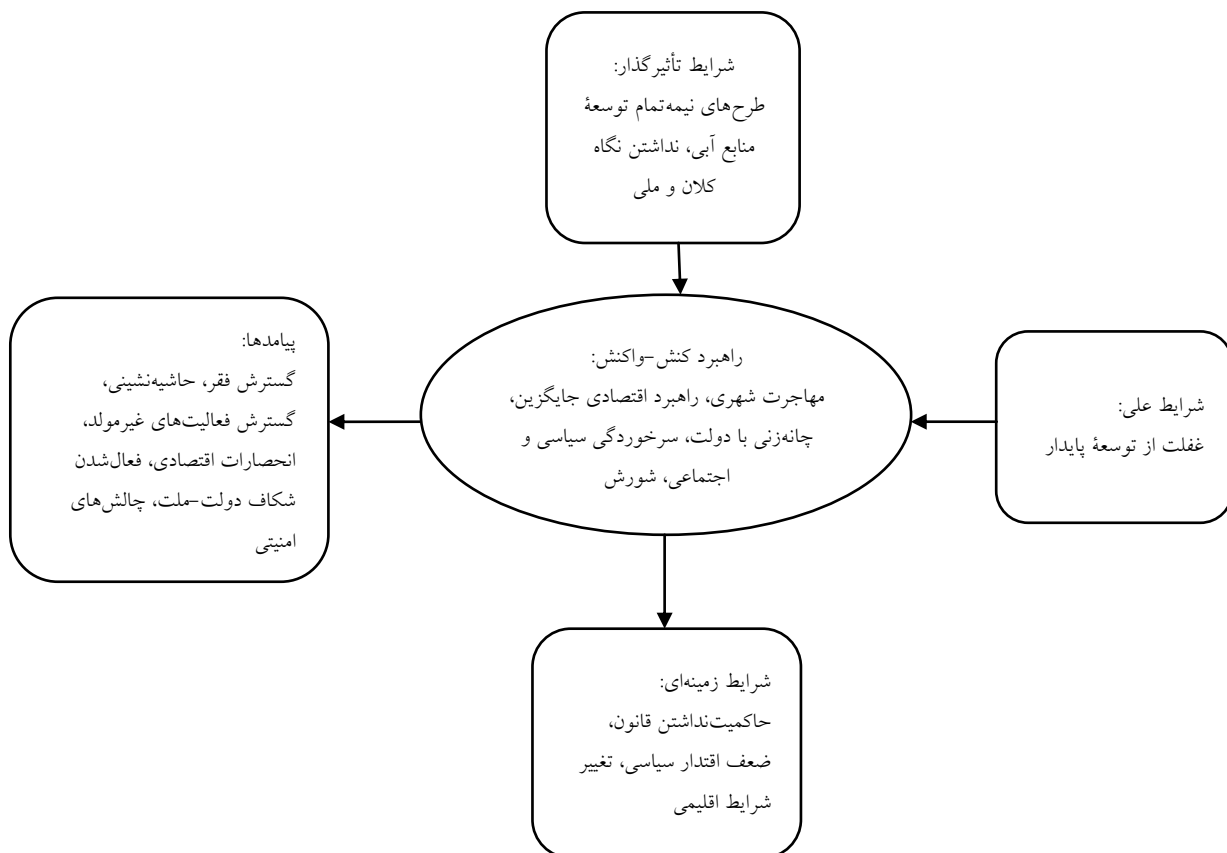 شرایط تأثیرگذار:
طرح‌های نیمه‌تمام توسعۀ
منابع آبی، نداشتن نگاه
کلان و ملی
شرایط علی:
غفلت از توسعۀ پایدار
راهبرد کنش–واکنش:
مهاجرت شهری، راهبرد اقتصادی جایگزین،
چانه‌زنی با دولت، سرخوردگی سیاسی و
اجتماعی، شورش
پیامدها:
گسترش فقر، حاشیه‌نشینی،
گسترش فعالیت‌های غیرمولد،
انحصارات اقتصادی، فعال‌شدن
شکاف دولت–ملت، چالش‌های
امنیتی
شرایط زمینه‌ای:
حاکمیت‌نداشتن قانون،
ضعف اقتدار سیاسی، تغییر
شرایط اقلیمی